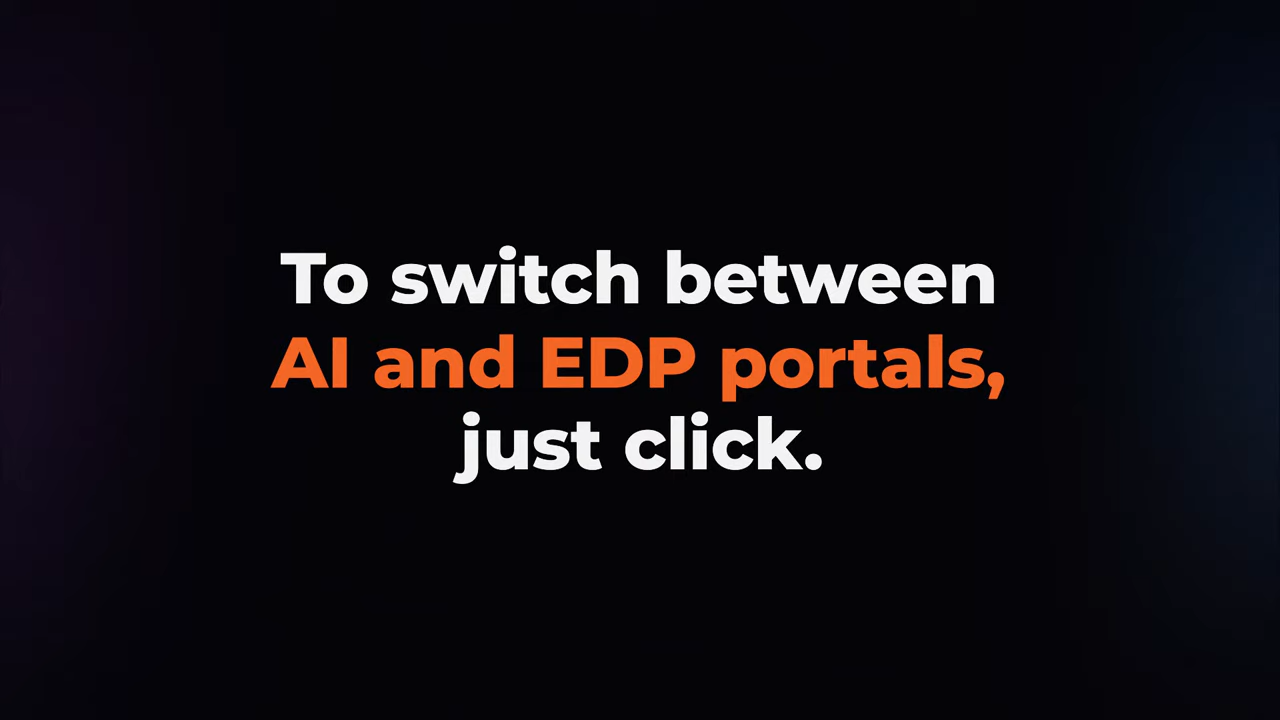 To switch between
AI and EDP portals,
just click.